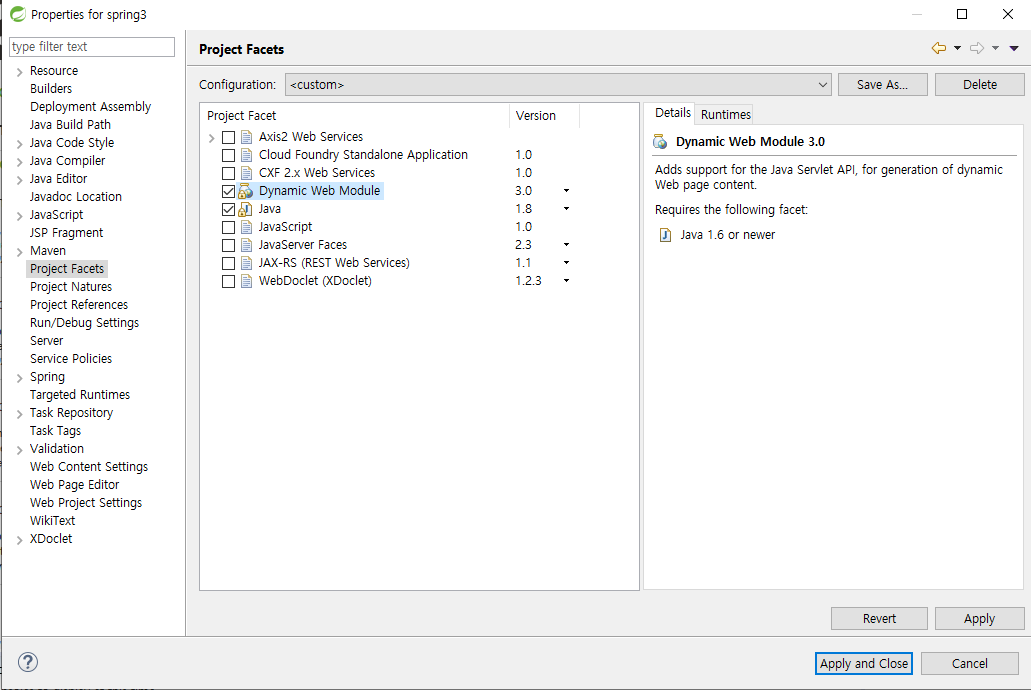 Properties for spring3
type filter text
Resource
Builders
Deployment Assembly
Java Build Path
Java Code Style
Java Compiler
Java Editor
Javadoc Location
JavaScript
JSP Fragment
Maven
Project Facets
Project Natures
Project References
Run/Debug Settings
Server
Service Policies
Spring
Targeted Runtimes
Task Repository
Task Tags
Validation
Web Content Settings
Web Page Editor
Web Project Settings
WikiText
XDoclet
Project Facets
Configuration: <custom> Save As... Delete
Project Facet Version
Axis2 Web Services
Cloud Foundry Standalone Application 1.0
CXF 2.x Web Services 1.0
Dynamic Web Module 3.0
Java 1.8
JavaScript 1.0
JavaServer Faces 2.3
JAX-RS (REST Web Services) 1.1
WebDoclet (XDoclet) 1.2.3
Details Runtimes
Dynamic Web Module 3.0
Adds support for the Java Servlet API, for generation of dynamic
Web page content.
Requires the following facet:
Java 1.6 or newer
Revert Apply
Apply and Close Cancel